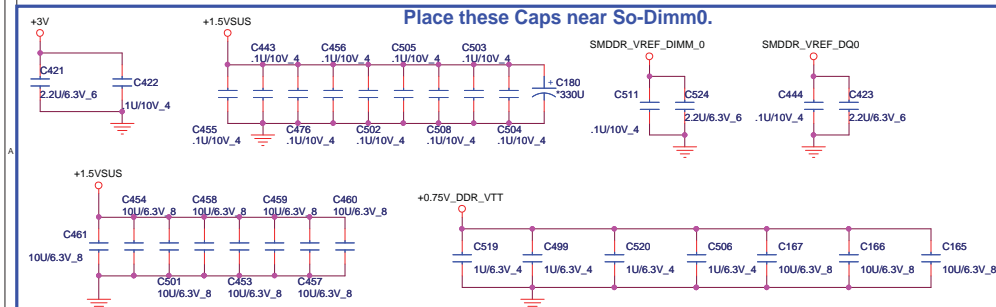 Place these Caps near So-Dimm0.
+3V
C421
2.2U/6.3V_6
C422
.1U/10V_4
+1.5VSUS
C443
.1U/10V_4
C456
.1U/10V_4
C505
.1U/10V_4
C503
.1U/10V_4
+
C180
*330U
C455
.1U/10V_4
C476
.1U/10V_4
C502
.1U/10V_4
C508
.1U/10V_4
C504
.1U/10V_4
SMDDR_VREF_DIMM_0
C511
.1U/10V_4
C524
2.2U/6.3V_6
SMDDR_VREF_DQ0
C444
.1U/10V_4
C423
2.2U/6.3V_6
A
+1.5VSUS
C461
10U/6.3V_8
C454
10U/6.3V_8
C458
10U/6.3V_8
C459
10U/6.3V_8
C460
10U/6.3V_8
C501
10U/6.3V_8
C453
10U/6.3V_8
C457
10U/6.3V_8
+0.75V_DDR_VTT
C519
1U/6.3V_4
C499
1U/6.3V_4
C520
1U/6.3V_4
C506
1U/6.3V_4
C167
10U/6.3V_8
C166
10U/6.3V_8
C165
10U/6.3V_8